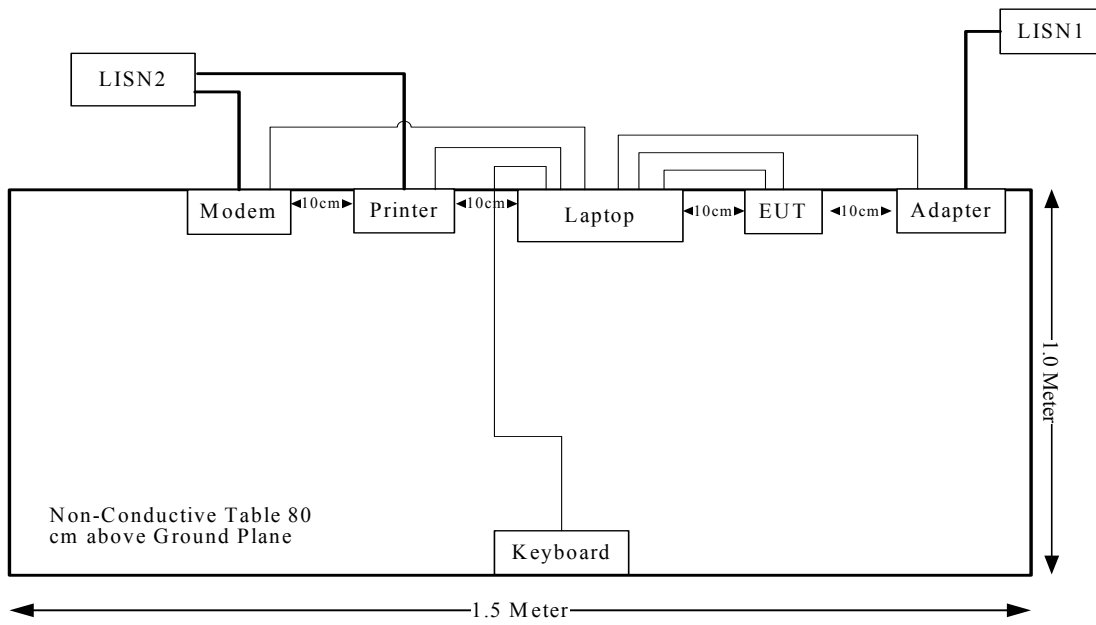 LISN1
LISN2
Modem
10cm
Printer
10cm
Laptop
10cm
EUT
10cm
Adapter
1.0 Meter
Non-Conductive Table 80
cm above Ground Plane
Keyboard
1.5 Meter